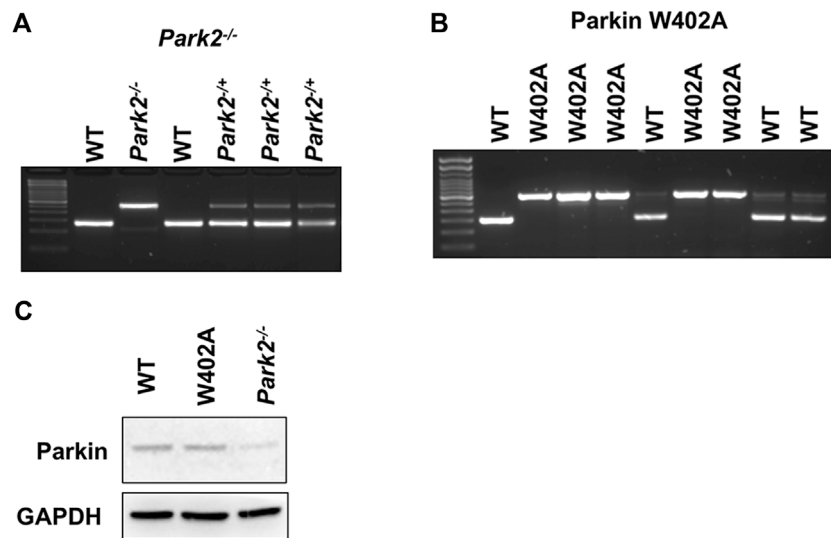 A
Park2-/-
WT Park2-/- WT Park2-/+ Park2-/+ Park2-/+
B
Parkin W402A
WT W402A W402A W402A WT W402A W402A WT WT
C
WT W402A Park2-/-
Parkin
GAPDH